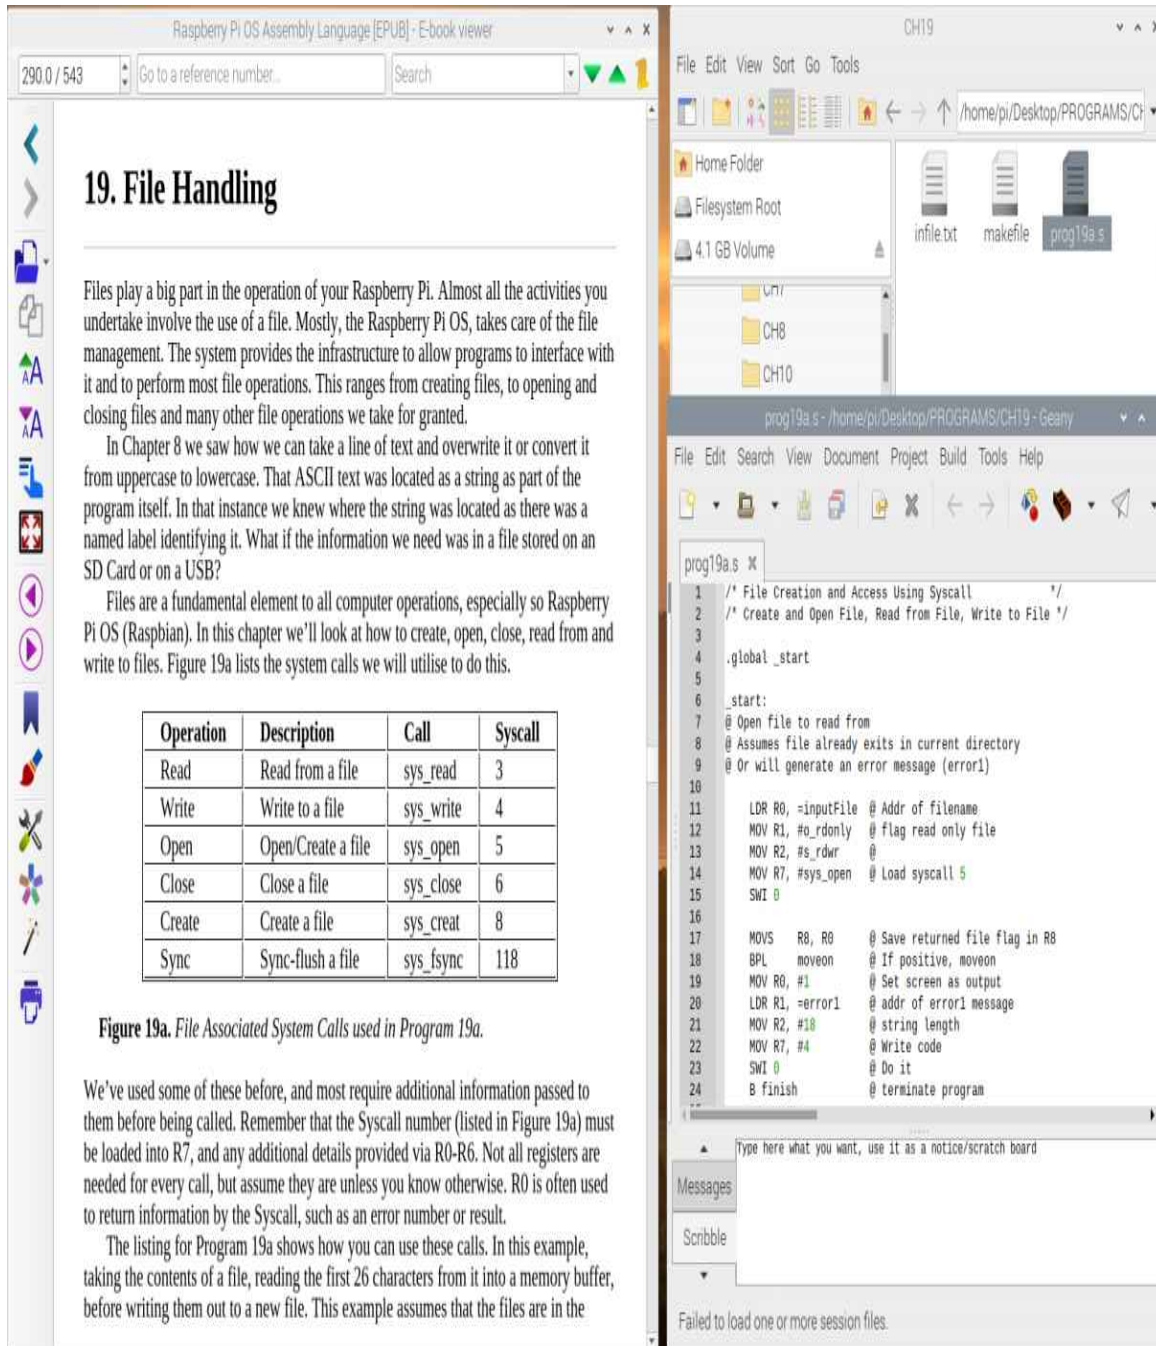 Raspberry Pi OS Assembly Language [EPUB] - E-book viewer
290.0 / 543
Go to a reference number...
Search
19. File Handling
Files play a big part in the operation of your Raspberry Pi. Almost all the activities you
undertake involve the use of a file. Mostly, the Raspberry Pi OS, takes care of the file
management. The system provides the infrastructure to allow programs to interface with
it and to perform most file operations. This ranges from creating files, to opening and
closing files and many other file operations we take for granted.
In Chapter 8 we saw how we can take a line of text and overwrite it or convert it
from uppercase to lowercase. That ASCII text was located as a string as part of the
program itself. In that instance we knew where the string was located as there was a
named label identifying it. What if the information we need was in a file stored on an
SD Card or on a USB?
Files are a fundamental element to all computer operations, especially so Raspberry
Pi OS (Raspbian). In this chapter we'll look at how to create, open, close, read from and
write to files. Figure 19a lists the system calls we will utilise to do this.
Operation Description Call Syscall
Read Read from a file sys_read 3
Write Write to a file sys_write 4
Open Open/Create a file sys_open 5
Close Close a file sys_close 6
Create Create a file sys_creat 8
Sync Sync-flush a file sys_fsync 118
Figure 19a. File Associated System Calls used in Program 19a.
We've used some of these before, and most require additional information passed to
them before being called. Remember that the Syscall number (listed in Figure 19a) must
be loaded into R7, and any additional details provided via R0-R6. Not all registers are
needed for every call, but assume they are unless you know otherwise. R0 is often used
to return information by the Syscall, such as an error number or result.
The listing for Program 19a shows how you can use these calls. In this example,
taking the contents of a file, reading the first 26 characters from it into a memory buffer,
before writing them out to a new file. This example assumes that the files are in the
CH19
File Edit View Sort Go Tools
/home/pi/Desktop/PROGRAMS/CH
Home Folder
Filesystem Root
4.1 GB Volume
CH7
CH8
CH10
infile.txt makefile prog19a.s
prog19a.s - /home/pi/Desktop/PROGRAMS/CH19 - Geany
File Edit Search View Document Project Build Tools Help
prog19a.s
1 /* File Creation and Access Using Syscall */
2 /* Create and Open File, Read from File, Write to File */
3
4 .global _start
5
6 _start:
7 @ Open file to read from
8 @ Assumes file already exits in current directory
9 @ Or will generate an error message (error1)
10
11 LDR R0, =inputFile @ Addr of filename
12 MOV R1, #o_rdonly @ flag read only file
13 MOV R2, #s_rdwr @
14 MOV R7, #sys_open @ Load syscall 5
15 SWI 0
16
17 MOVS R8, R0 @ Save returned file flag in R8
18 BPL moveon @ If positive, moveon
19 MOV R0, #1 @ Set screen as output
20 LDR R1, =error1 @ addr of error1 message
21 MOV R2, #18 @ string length
22 MOV R7, #4 @ Write code
23 SWI 0 @ Do it
24 B finish @ terminate program
Type here what you want, use it as a notice/scratch board
Messages
Scribble
Failed to load one or more session files.